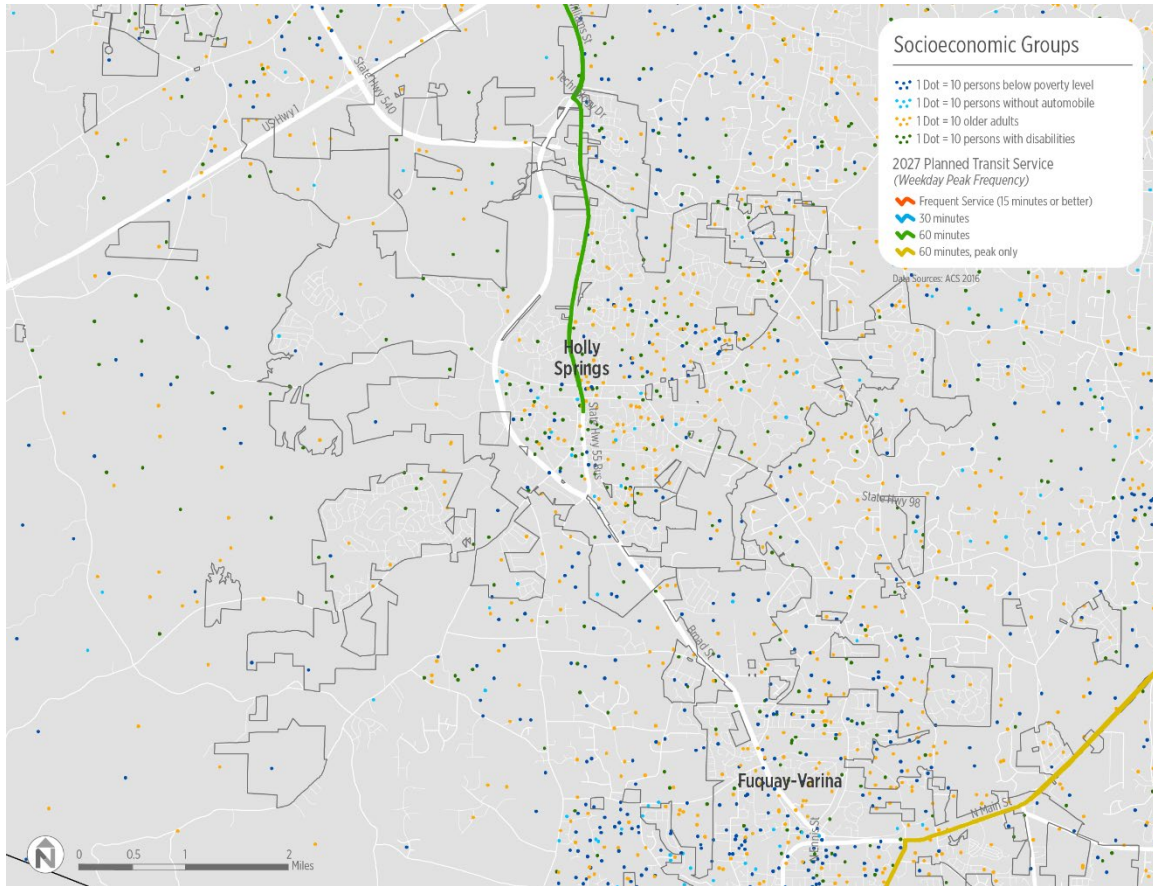 Socioeconomic Groups
1 Dot = 10 persons below poverty level
1 Dot = 10 persons without automobile
1 Dot = 10 older adults
1 Dot = 10 persons with disabilities
2027 Planned Transit Service
(Weekday Peak Frequency)
Frequent Service (15 minutes or better)
30 minutes
60 minutes
60 minutes, peak only
Data Sources: ACS 2016
State Hwy 540
US Hwy 1
Holly
Springs
State Hwy 55 Bus
State Hwy 98
Broad St
Fuquay-Varina
N Main St
N
0 0.5 1 2
Miles